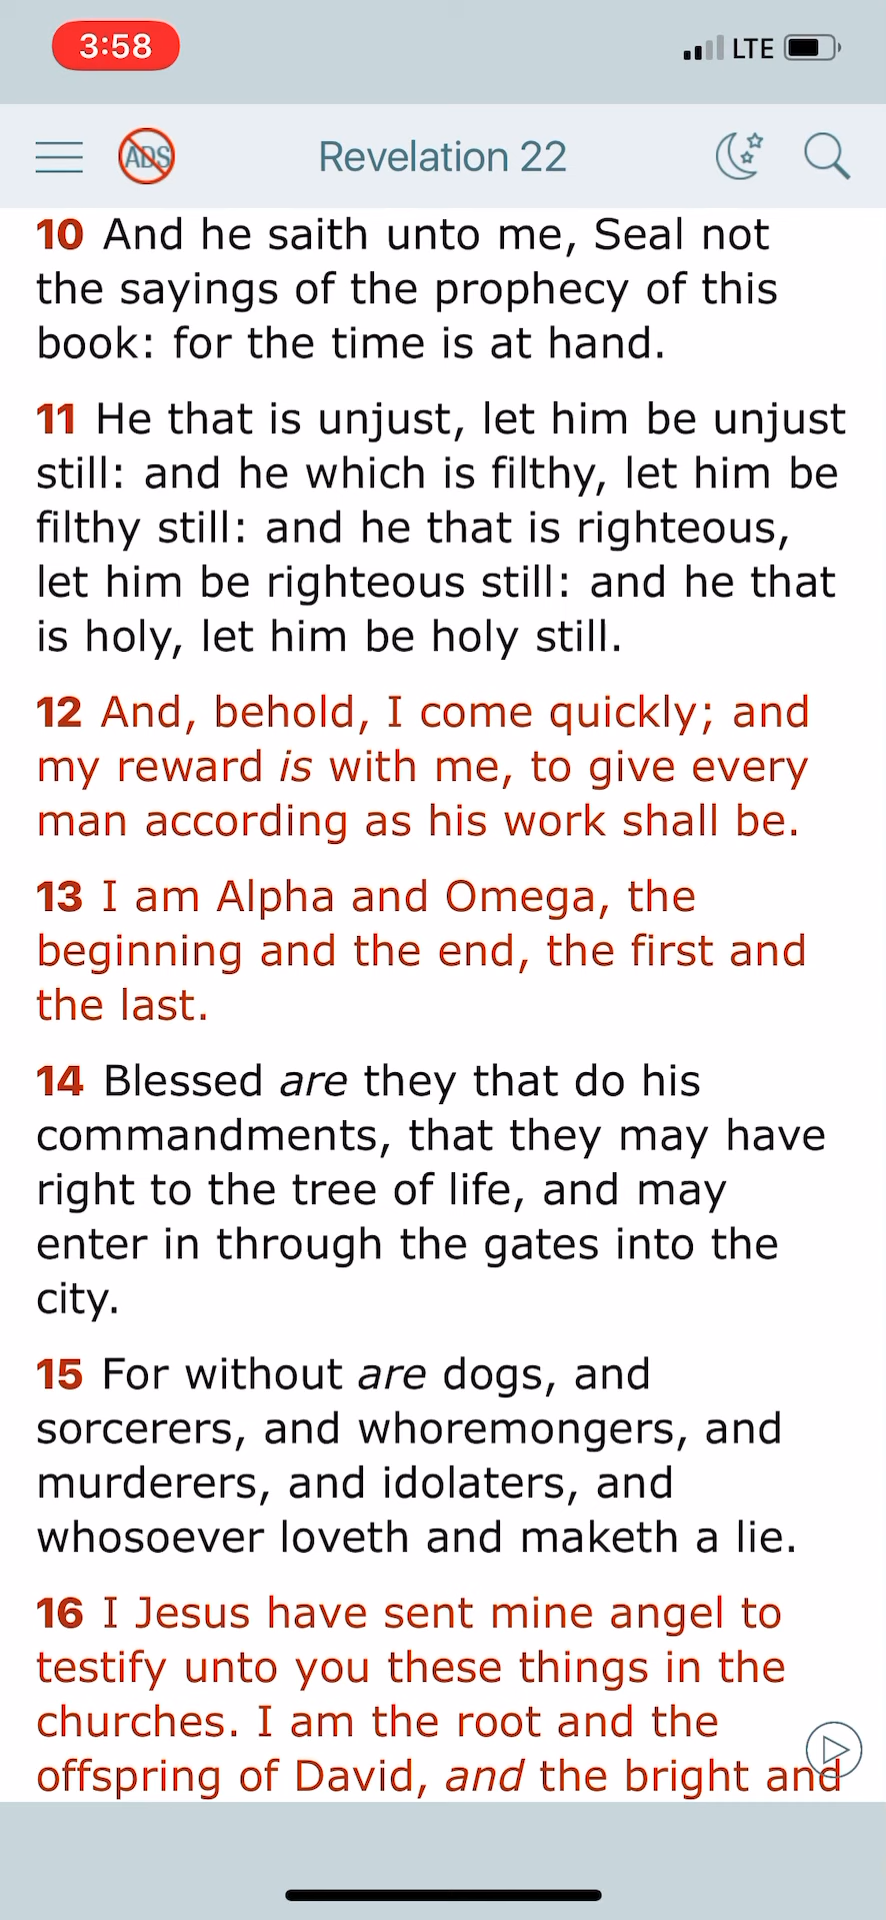 3:58
LTE
ADS
Revelation 22
10 And he saith unto me, Seal not
the sayings of the prophecy of this
book: for the time is at hand.
11 He that is unjust, let him be unjust
still: and he which is filthy, let him be
filthy still: and he that is righteous,
let him be righteous still: and he that
is holy, let him be holy still.
12 And, behold, I come quickly; and
my reward is with me, to give every
man according as his work shall be.
13 I am Alpha and Omega, the
beginning and the end, the first and
the last.
14 Blessed are they that do his
commandments, that they may have
right to the tree of life, and may
enter in through the gates into the
city.
15 For without are dogs, and
sorcerers, and whoremongers, and
murderers, and idolaters, and
whosoever loveth and maketh a lie.
16 I Jesus have sent mine angel to
testify unto you these things in the
churches. I am the root and the
offspring of David, and the bright and